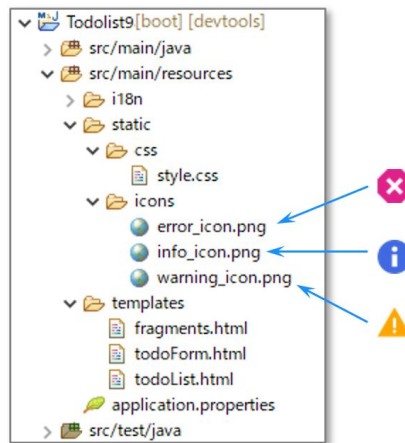 Todolist9 [boot] [devtools]
src/main/java
src/main/resources
i18n
static
css
style.css
icons
error_icon.png
info_icon.png
warning_icon.png
templates
fragments.html
todoForm.html
todoList.html
application.properties
src/test/java